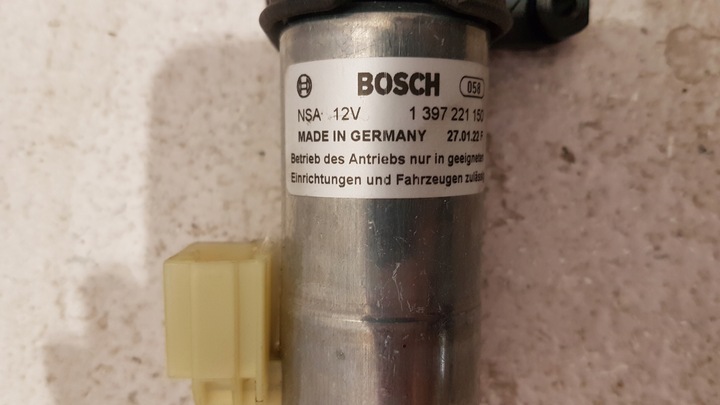 BOSCH 058
NSA 12V 1 397 221 150
MADE IN GERMANY 27.01.22 F
Betrieb des Antriebs nur in geeigneten
Einrichtungen und Fahrzeugen